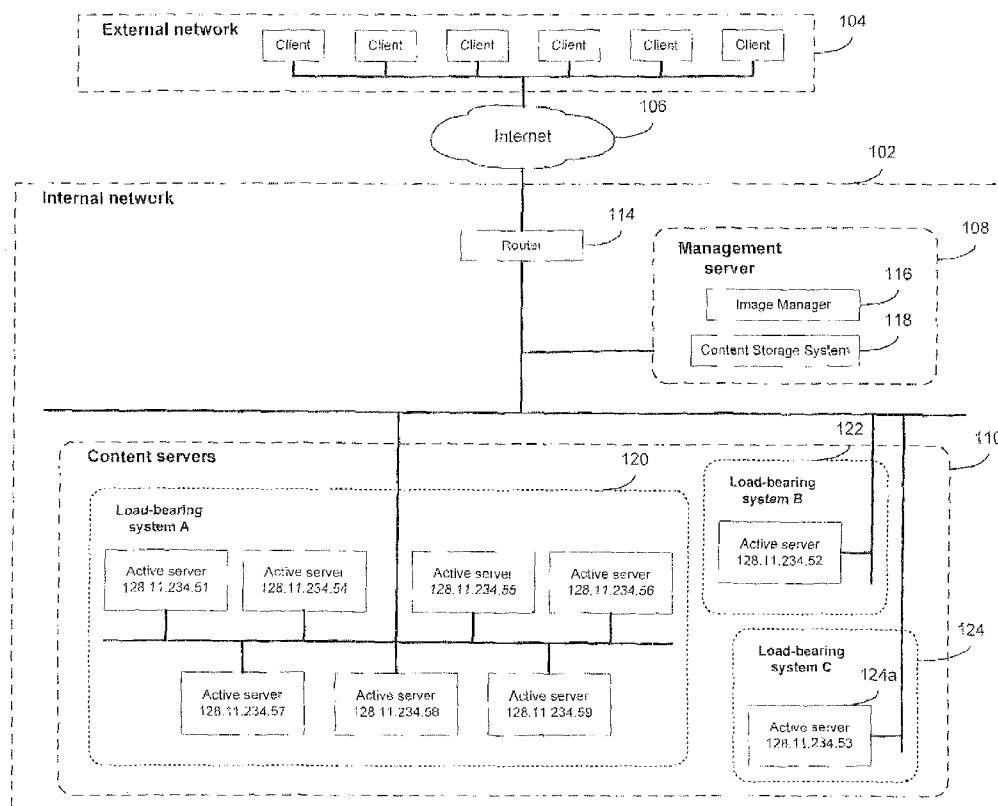 External network
Client
Client
Client
Client
Client
Client
104
Internet
106
102
Internal network
Router
114
Management
server
108
Image Manager
116
Content Storage System
118
110
Content servers
120
Load-bearing
system A
Active server
128.11.234.51
Active server
128.11.234.54
Active server
128.11.234.55
Active server
128.11.234.56
Active server
128.11.234.57
Active server
128.11.234.58
Active server
128.11.234.59
122
Load-bearing
system B
Active server
128.11.234.52
124
Load-bearing
system C
124a
Active server
128.11.234.53